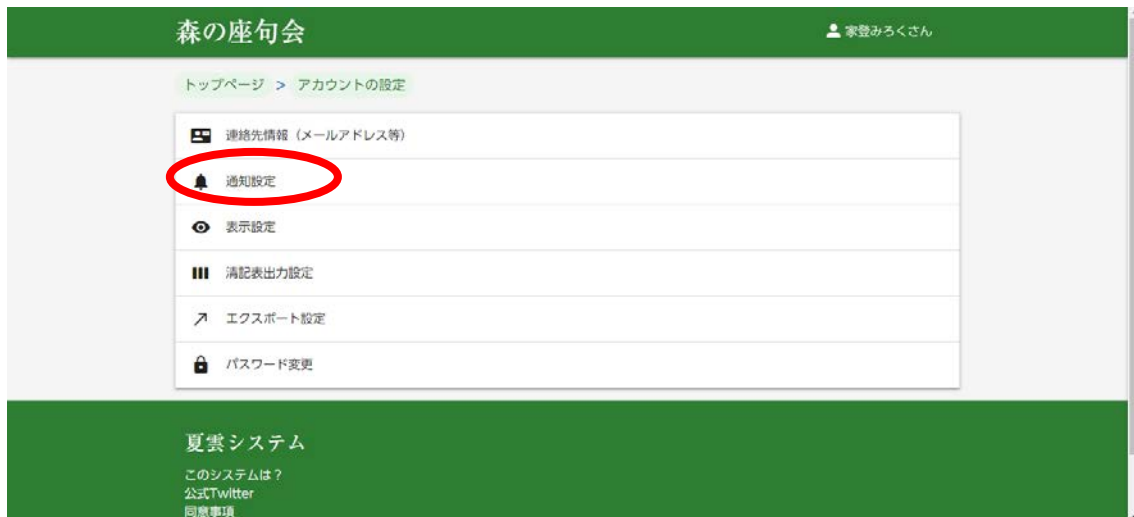 森の座句会
家登みろくさん
トップページ > アカウントの設定
連絡先情報（メールアドレス等）
通知設定
表示設定
清記表出力設定
エクスポート設定
パスワード変更
夏雲システム
このシステムは？
公式Twitter
同意事項